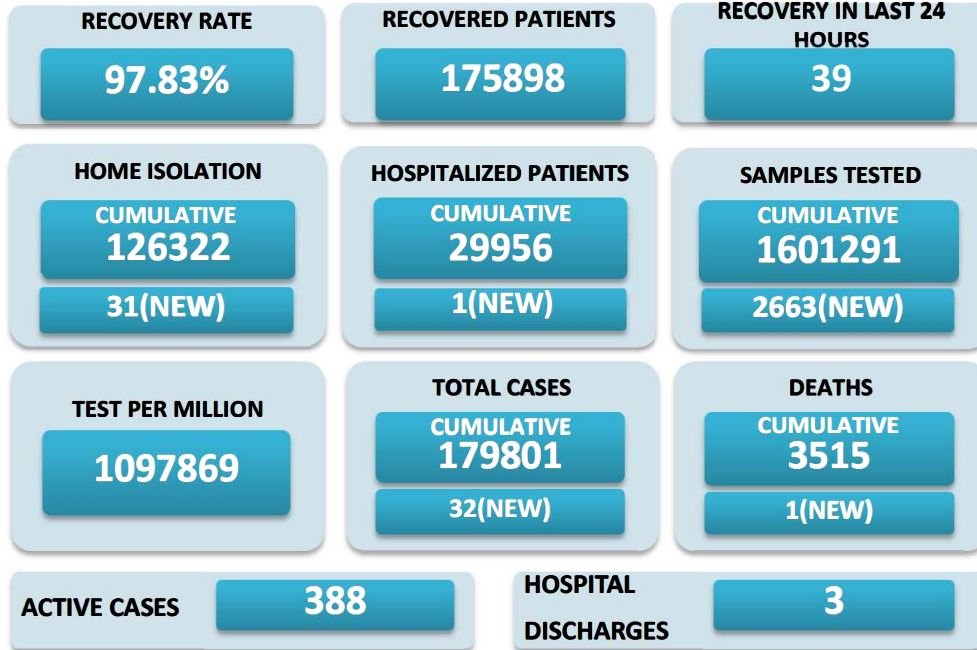 RECOVERY RATE
97.83%
RECOVERED PATIENTS
175898
RECOVERY IN LAST 24
HOURS
39
HOME ISOLATION
CUMULATIVE
126322
31(NEW)
HOSPITALIZED PATIENTS
CUMULATIVE
29956
1(NEW)
SAMPLES TESTED
CUMULATIVE
1601291
2663(NEW)
TEST PER MILLION
1097869
TOTAL CASES
CUMULATIVE
179801
32(NEW)
DEATHS
CUMULATIVE
3515
1(NEW)
ACTIVE CASES
388
HOSPITAL
DISCHARGES
3